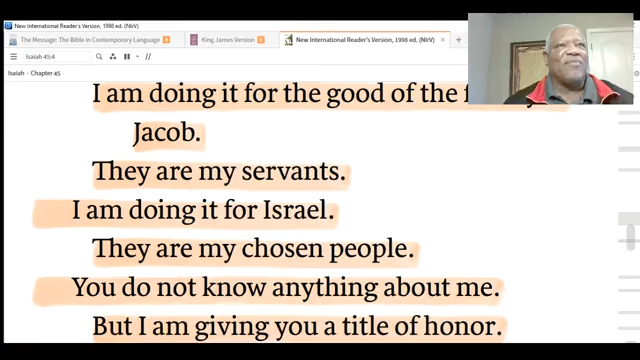 New International Reader's Version, 1998 ed. (NIrV)
The Message: The Bible in Contemporary Language
King James Version
New International Reader's Version, 1998 ed. (NIrV)
Isaiah 45:4
Isaiah › Chapter 45
I am doing it for the good of the
Jacob.
They are my servants.
I am doing it for Israel.
They are my chosen people.
You do not know anything about me.
But I am giving you a title of honor.